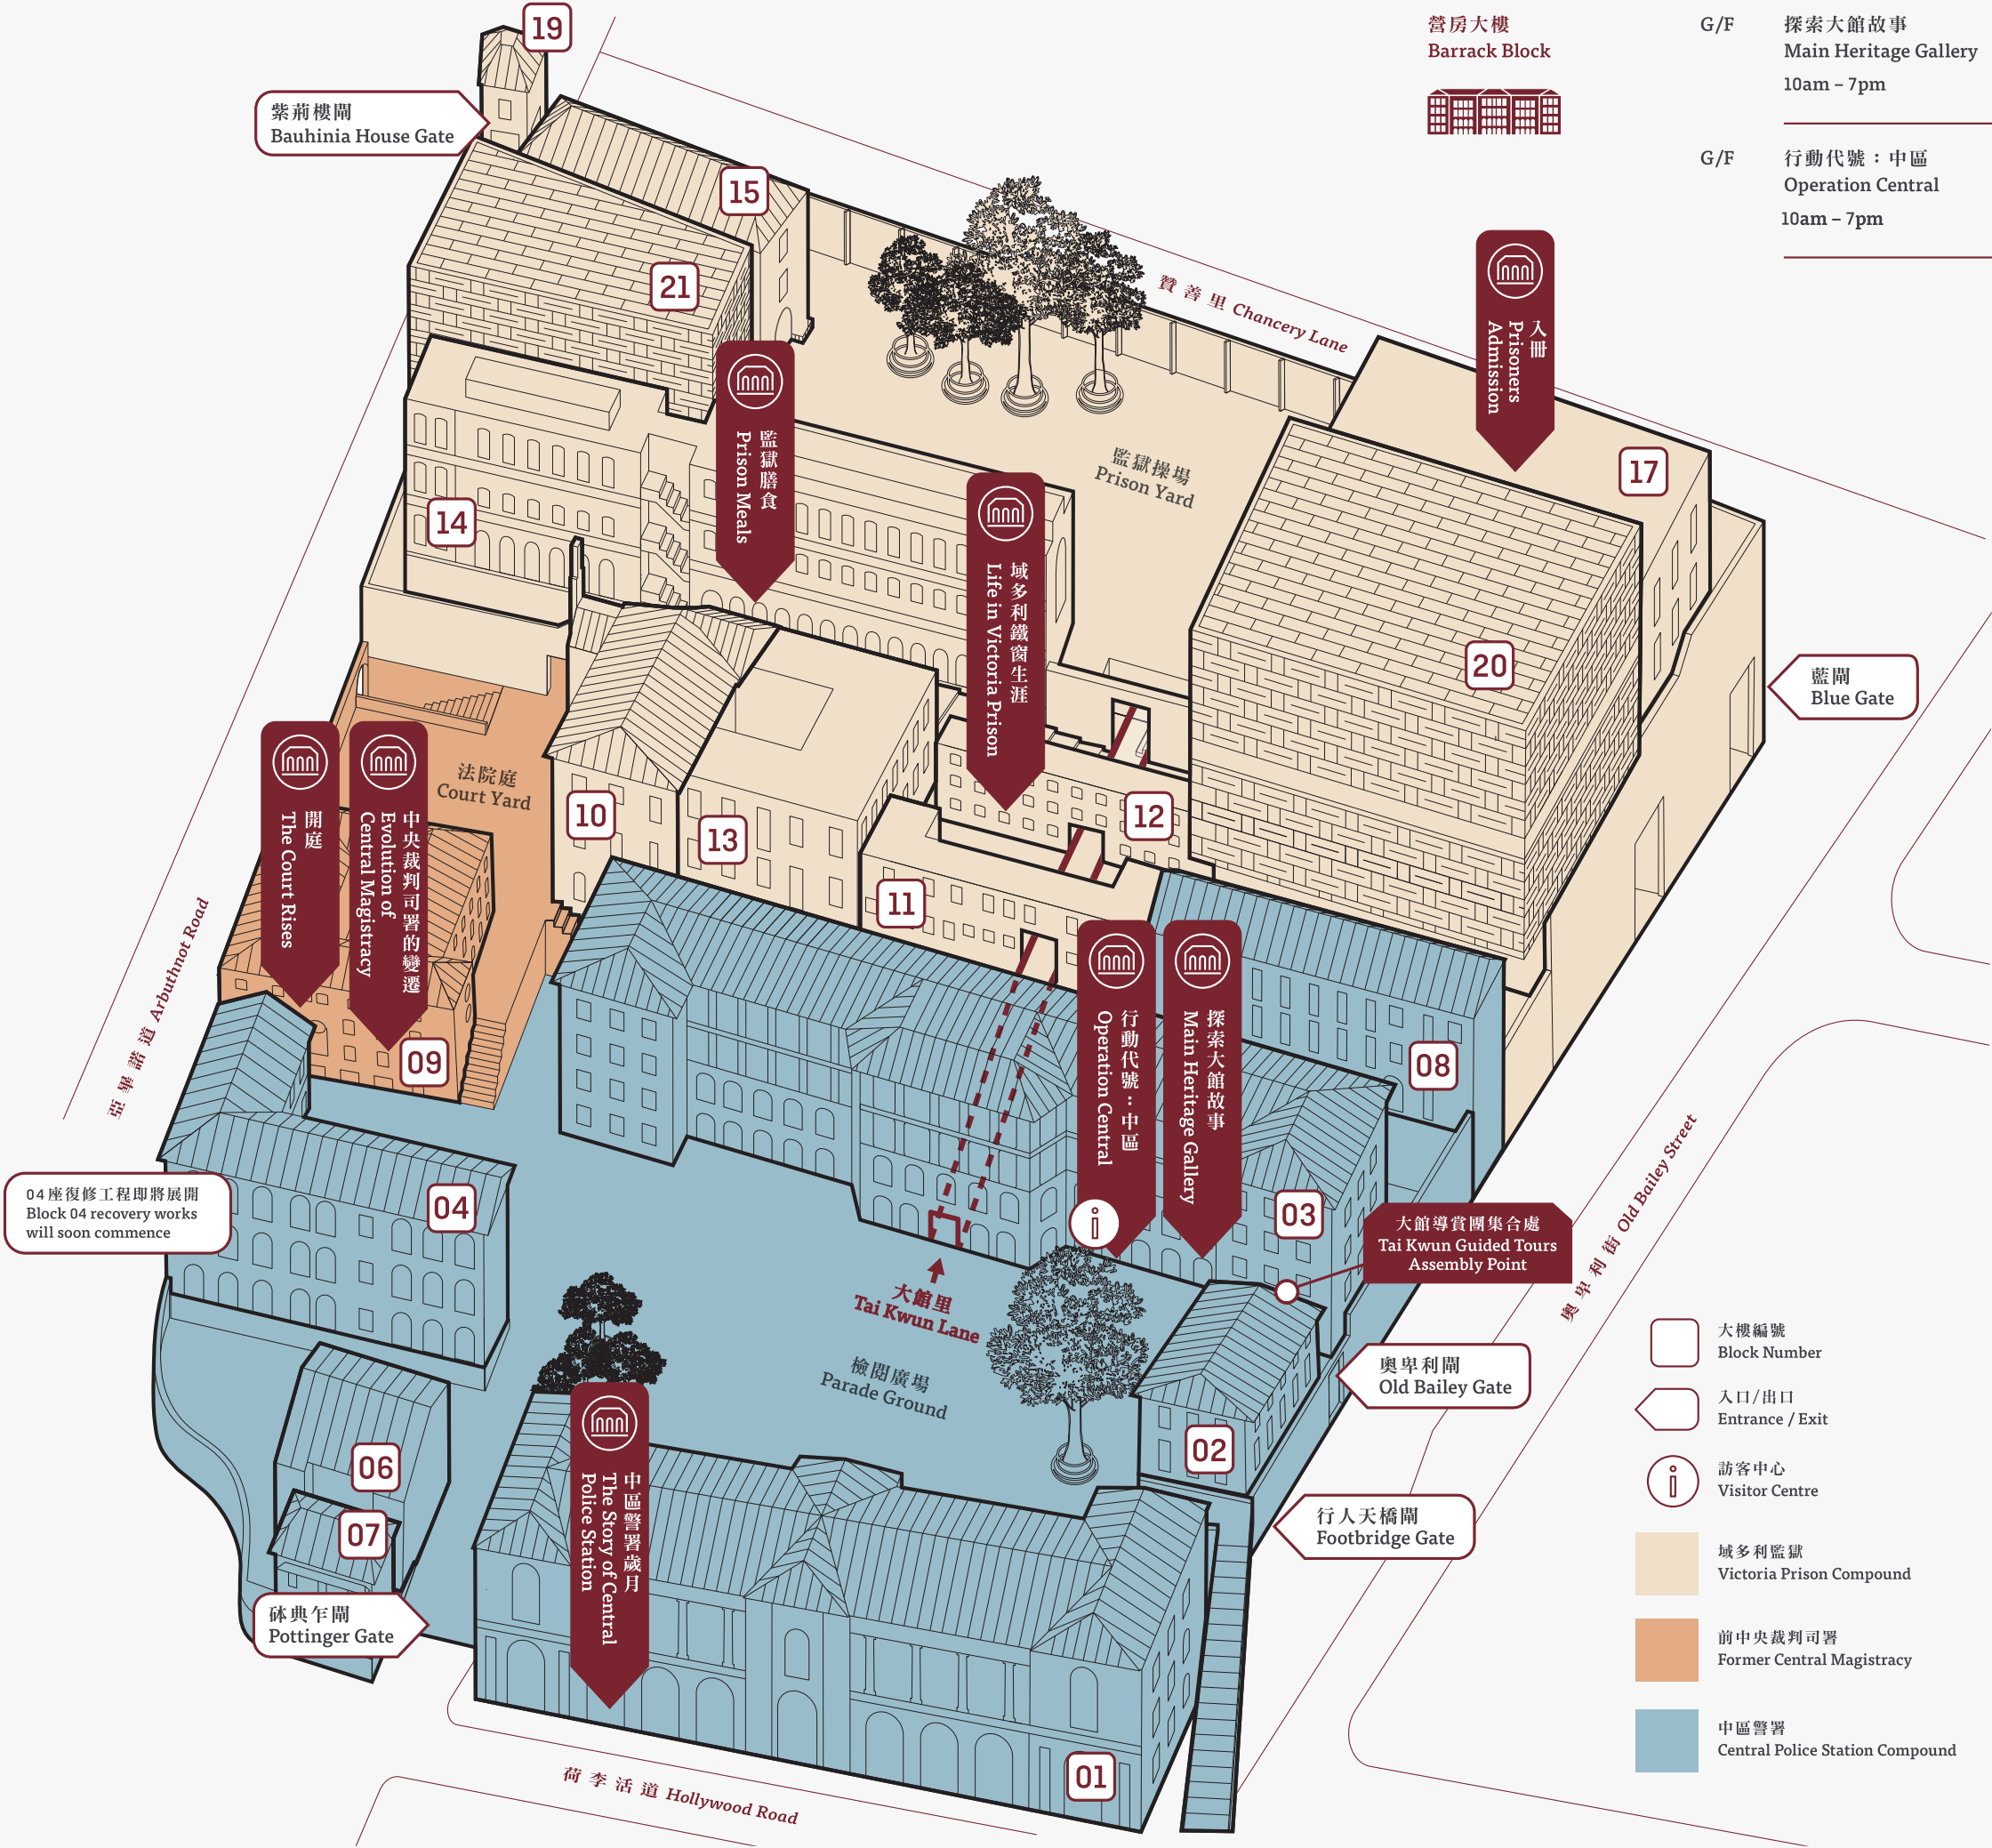 營房大樓
Barrack Block
G/F
探索大館故事
Main Heritage Gallery
10am – 7pm
G/F
行動代號：中區
Operation Central
10am – 7pm
19
紫荊樓閘
Bauhinia House Gate
15
21
贊善里 Chancery Lane
入冊
Prisoners
Admission
17
監獄膳食
Prison Meals
監獄操場
Prison Yard
14
域多利鐵窗生涯
Life in Victoria Prison
20
藍閘
Blue Gate
開庭
The Court Rises
中央裁判司署的變遷
Evolution of
Central Magistracy
法院庭
Court Yard
10
13
12
11
亞畢諾道 Arbuthnot Road
行動代號：中區
Operation Central
探索大館故事
Main Heritage Gallery
09
08
04座復修工程即將展開
Block 04 recovery works
will soon commence
04
03
i
大館導賞團集合處
Tai Kwun Guided Tours
Assembly Point
奧卑利街 Old Bailey Street
大館里
Tai Kwun Lane
檢閱廣場
Parade Ground
奧卑利閘
Old Bailey Gate
02
06
07
中區警署歲月
The Story of Central
Police Station
行人天橋閘
Footbridge Gate
砵典乍閘
Pottinger Gate
01
荷李活道 Hollywood Road
大樓編號
Block Number
入口/出口
Entrance / Exit
i
訪客中心
Visitor Centre
域多利監獄
Victoria Prison Compound
前中央裁判司署
Former Central Magistracy
中區警署
Central Police Station Compound